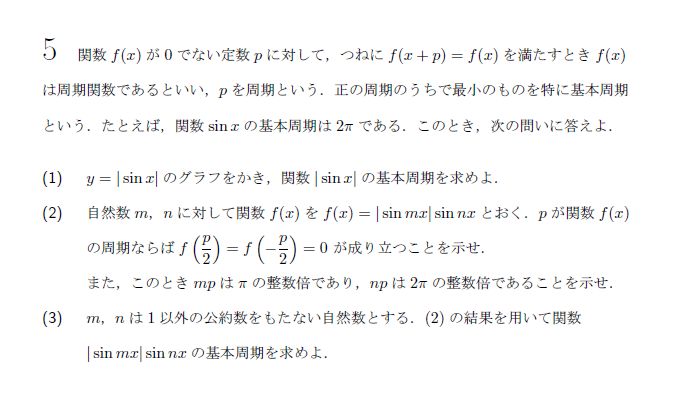 5 関数 f(x) が 0 でない定数 p に対して，つねに f(x + p) = f(x) を満たすとき f(x)
は周期関数であるといい，p を周期という．正の周期のうちで最小のものを特に基本周期
という．たとえば，関数 sin x の基本周期は 2π である．このとき，次の問いに答えよ．
(1) y = | sin x| のグラフをかき，関数 | sin x| の基本周期を求めよ．
(2) 自然数 m，n に対して関数 f(x) を f(x) = | sin mx| sin nx とおく．p が関数 f(x)
の周期ならば f(p/2) = f(−p/2) = 0 が成り立つことを示せ．
また，このとき mp は π の整数倍であり，np は 2π の整数倍であることを示せ．
(3) m，n は 1 以外の公約数をもたない自然数とする．(2) の結果を用いて関数
| sin mx| sin nx の基本周期を求めよ．